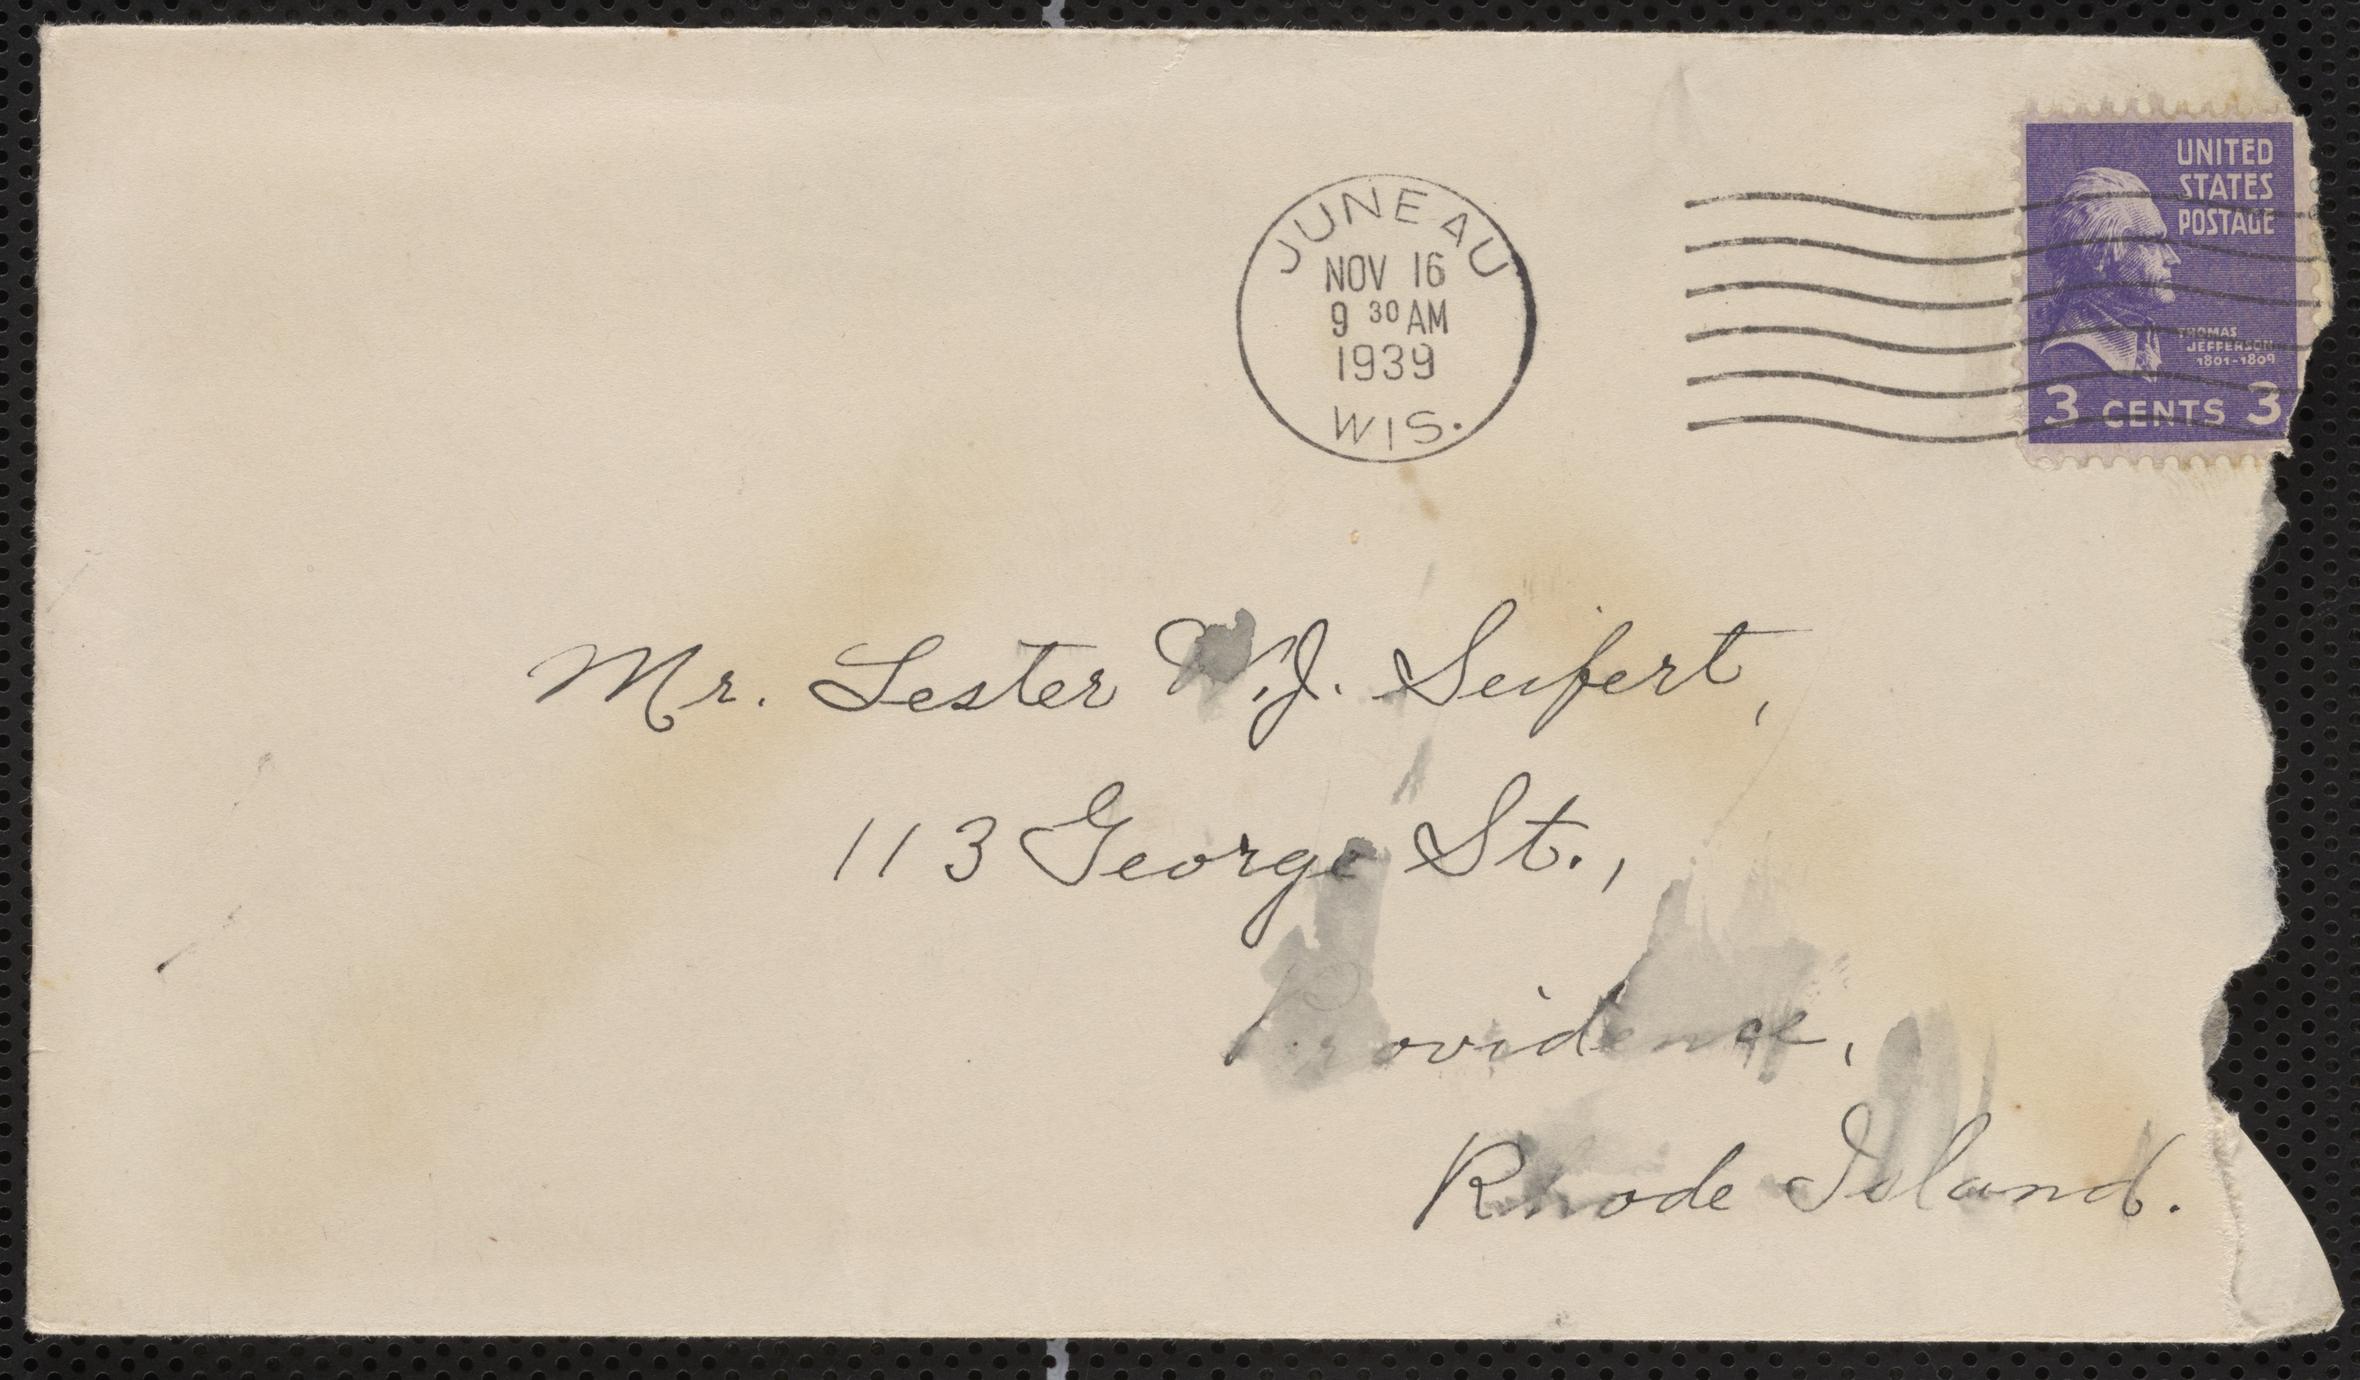 JUNEAU
NOV 16
9 30 AM
1939
WIS.
UNITED
STATES
POSTAGE
THOMAS
JEFFERSON
1801-1809
3 CENTS 3
Mr. Lester W.J. Seifert,
113 George St.,
Providence,
Rhode Island.